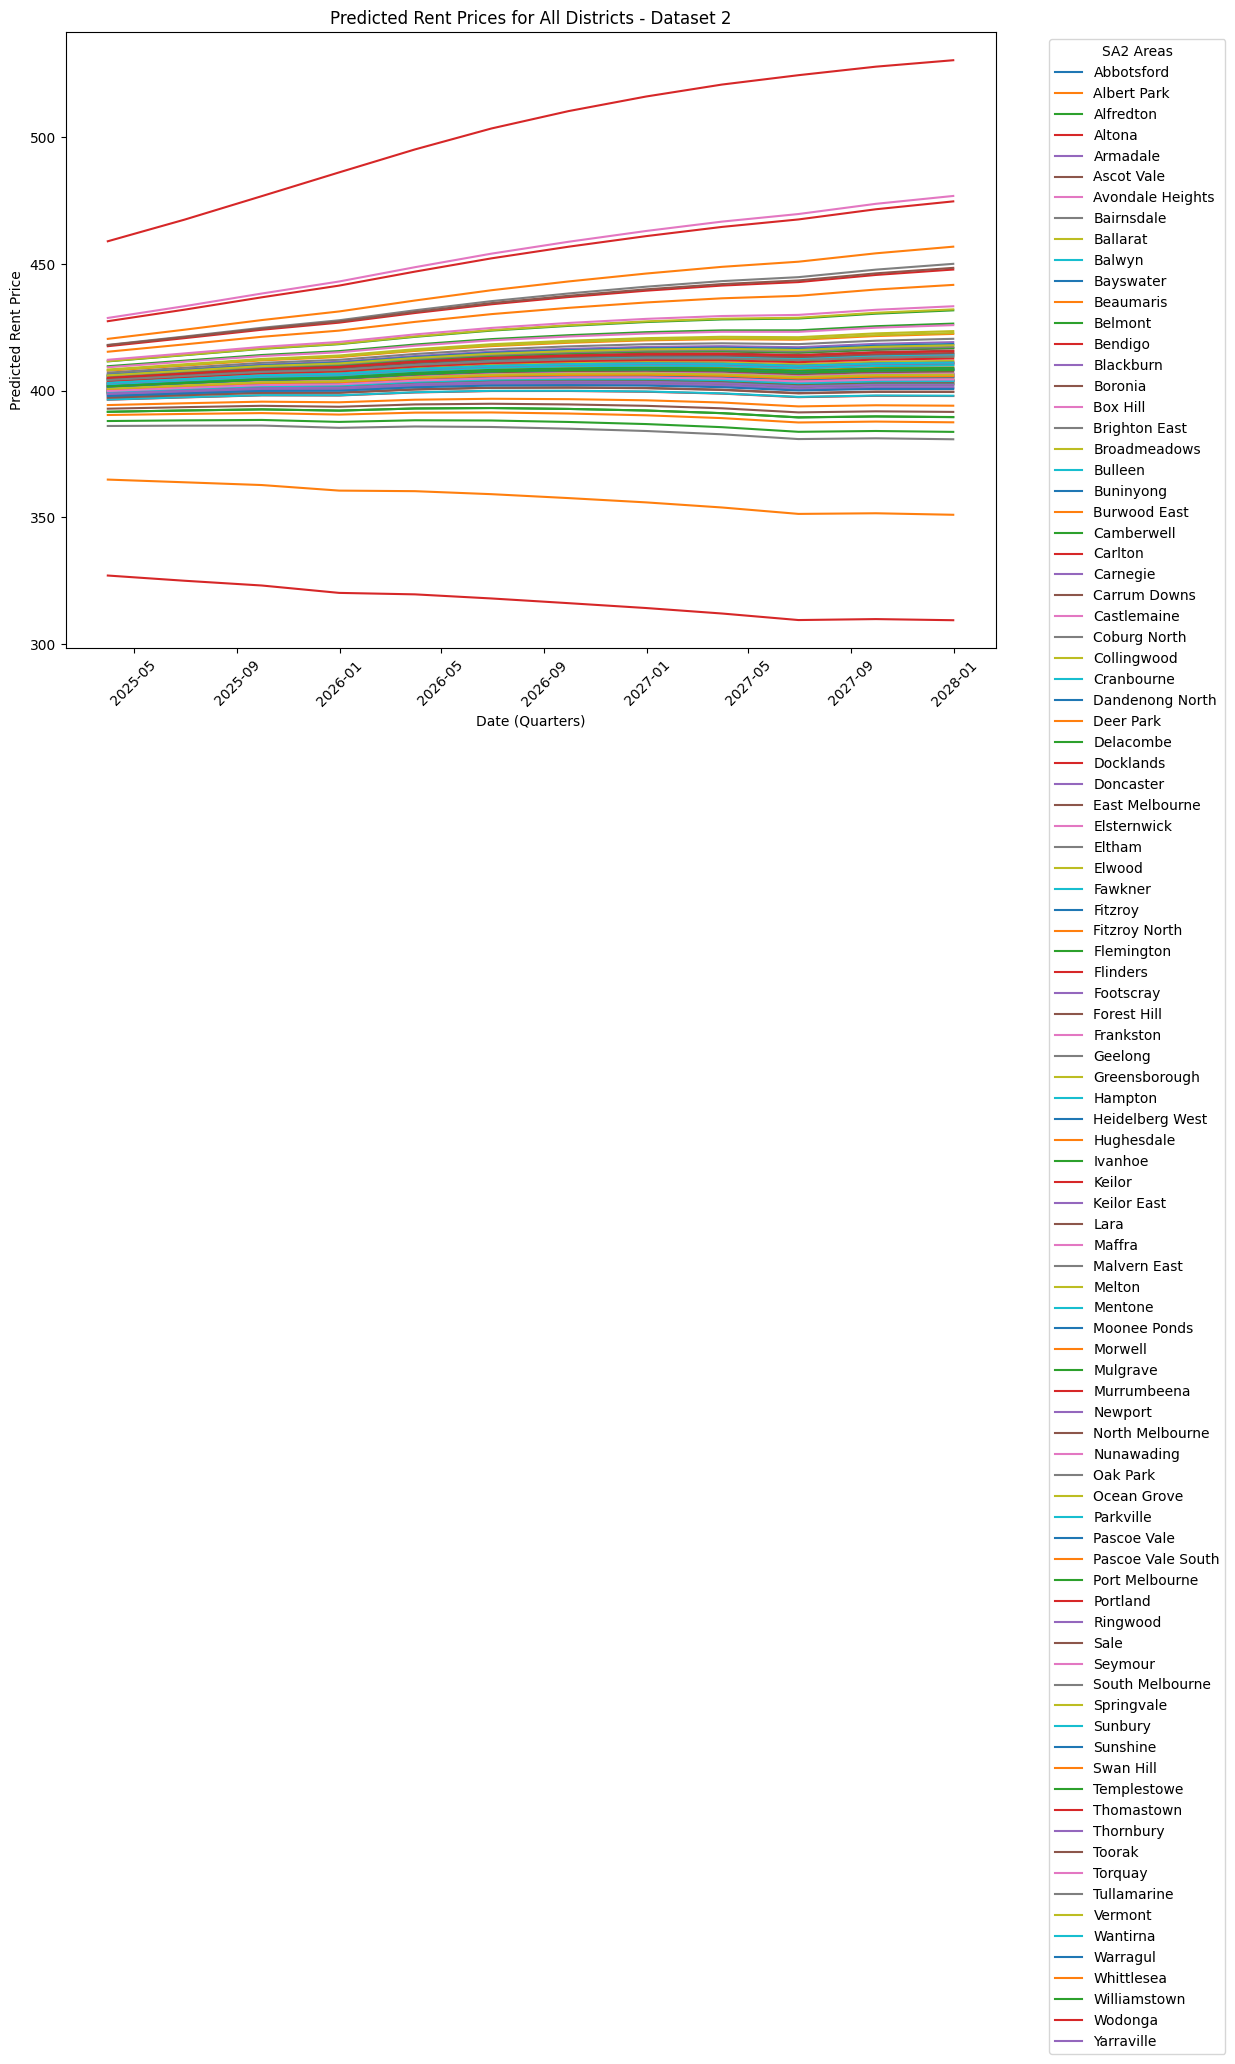 Predicted Rent Prices for All Districts - Dataset 2
Predicted Rent Price
500
450
400
350
300
2025-05
2025-09
2026-01
2026-05
2026-09
2027-01
2027-05
2027-09
2028-01
Date (Quarters)
SA2 Areas
Abbotsford
Albert Park
Alfredton
Altona
Armadale
Ascot Vale
Avondale Heights
Bairnsdale
Ballarat
Balwyn
Bayswater
Beaumaris
Belmont
Bendigo
Blackburn
Boronia
Box Hill
Brighton East
Broadmeadows
Bulleen
Buninyong
Burwood East
Camberwell
Carlton
Carnegie
Carrum Downs
Castlemaine
Coburg North
Collingwood
Cranbourne
Dandenong North
Deer Park
Delacombe
Docklands
Doncaster
East Melbourne
Elsternwick
Eltham
Elwood
Fawkner
Fitzroy
Fitzroy North
Flemington
Flinders
Footscray
Forest Hill
Frankston
Geelong
Greensborough
Hampton
Heidelberg West
Hughesdale
Ivanhoe
Keilor
Keilor East
Lara
Maffra
Malvern East
Melton
Mentone
Moonee Ponds
Morwell
Mulgrave
Murrumbeena
Newport
North Melbourne
Nunawading
Oak Park
Ocean Grove
Parkville
Pascoe Vale
Pascoe Vale South
Port Melbourne
Portland
Ringwood
Sale
Seymour
South Melbourne
Springvale
Sunbury
Sunshine
Swan Hill
Templestowe
Thomastown
Thornbury
Toorak
Torquay
Tullamarine
Vermont
Wantirna
Warragul
Whittlesea
Williamstown
Wodonga
Yarraville